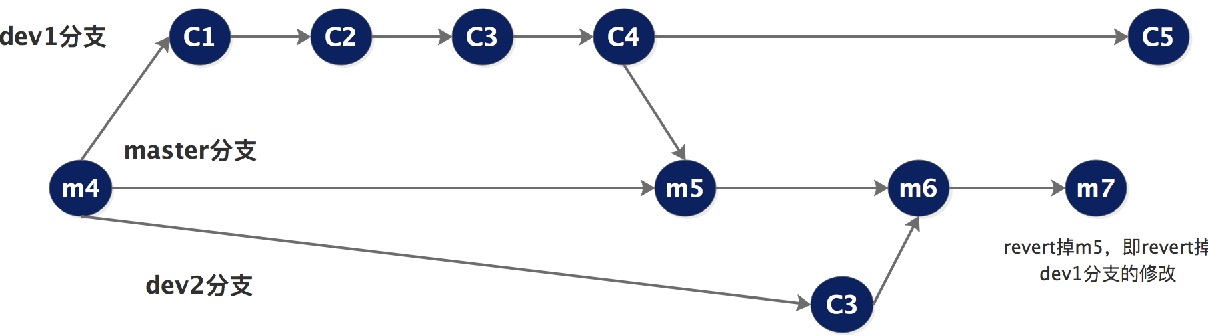 dev1分支
C1
C2
C3
C4
C5
master分支
m4
m5
m6
m7
revert掉m5，即revert掉
dev1分支的修改
dev2分支
C3